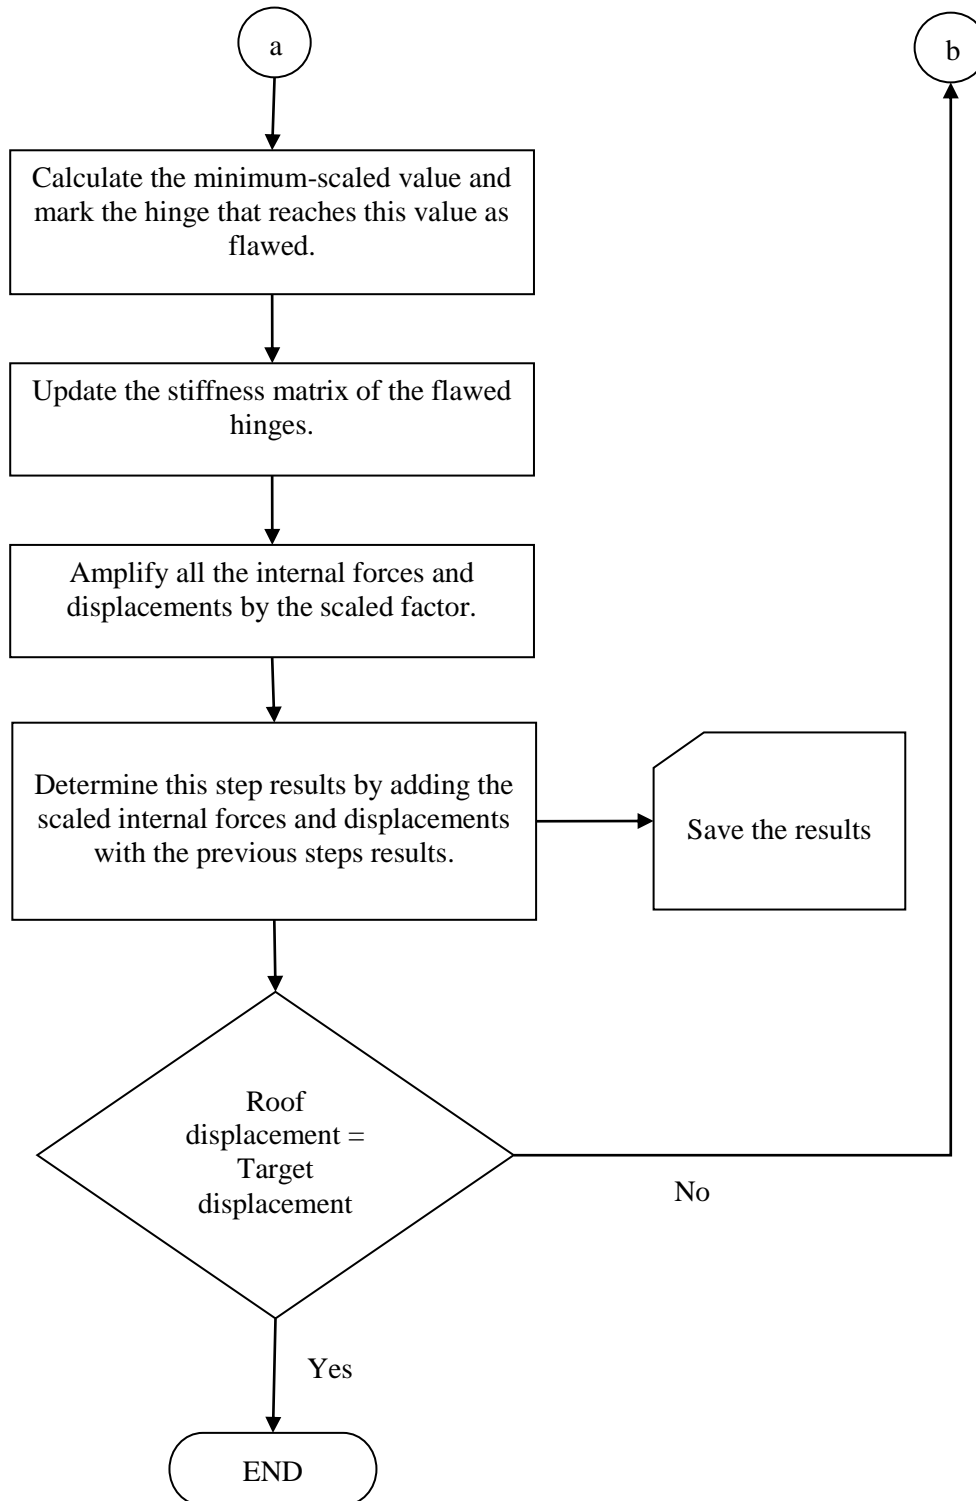 a
b
Calculate the minimum-scaled value and
mark the hinge that reaches this value as
flawed.
Update the stiffness matrix of the flawed
hinges.
Amplify all the internal forces and
displacements by the scaled factor.
Determine this step results by adding the
scaled internal forces and displacements
with the previous steps results.
Save the results
Roof
displacement =
Target
displacement
No
Yes
END